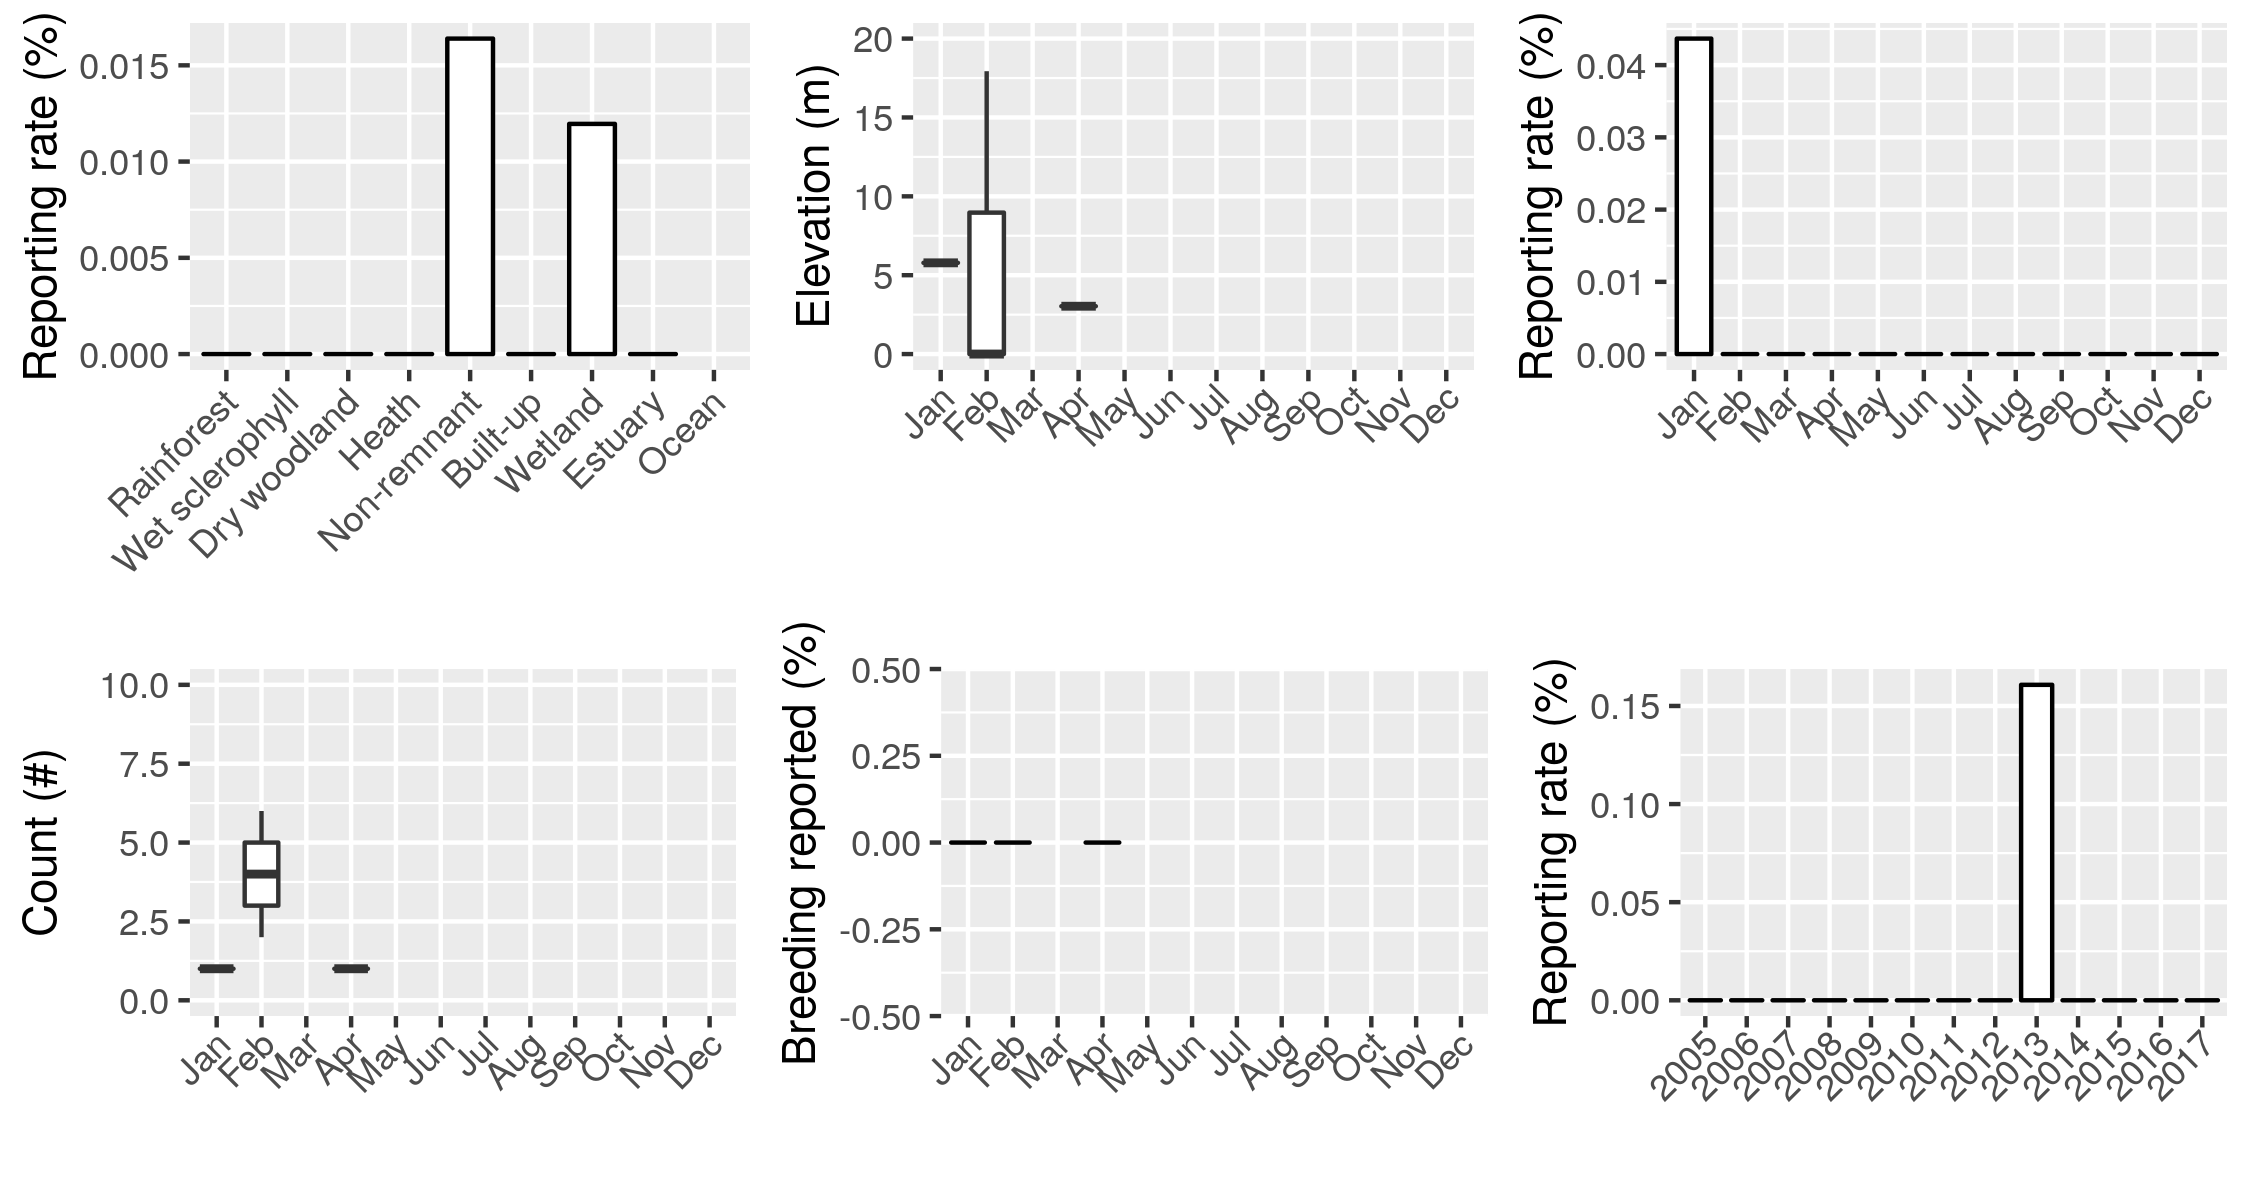 Reporting rate (%)
0.015
0.010
0.005
0.000
Rainforest
Wet sclerophyll
Dry woodland
Heath
Non-remnant
Built-up
Wetland
Estuary
Ocean
Elevation (m)
20
15
10
5
0
Jan
Feb
Mar
Apr
May
Jun
Jul
Aug
Sep
Oct
Nov
Dec
Reporting rate (%)
0.04
0.03
0.02
0.01
0.00
Jan
Feb
Mar
Apr
May
Jun
Jul
Aug
Sep
Oct
Nov
Dec
Count (#)
10.0
7.5
5.0
2.5
0.0
Jan
Feb
Mar
Apr
May
Jun
Jul
Aug
Sep
Oct
Nov
Dec
Breeding reported (%)
0.50
0.25
0.00
-0.25
-0.50
Jan
Feb
Mar
Apr
May
Jun
Jul
Aug
Sep
Oct
Nov
Dec
Reporting rate (%)
0.15
0.10
0.05
0.00
2005
2006
2007
2008
2009
2010
2011
2012
2013
2014
2015
2016
2017